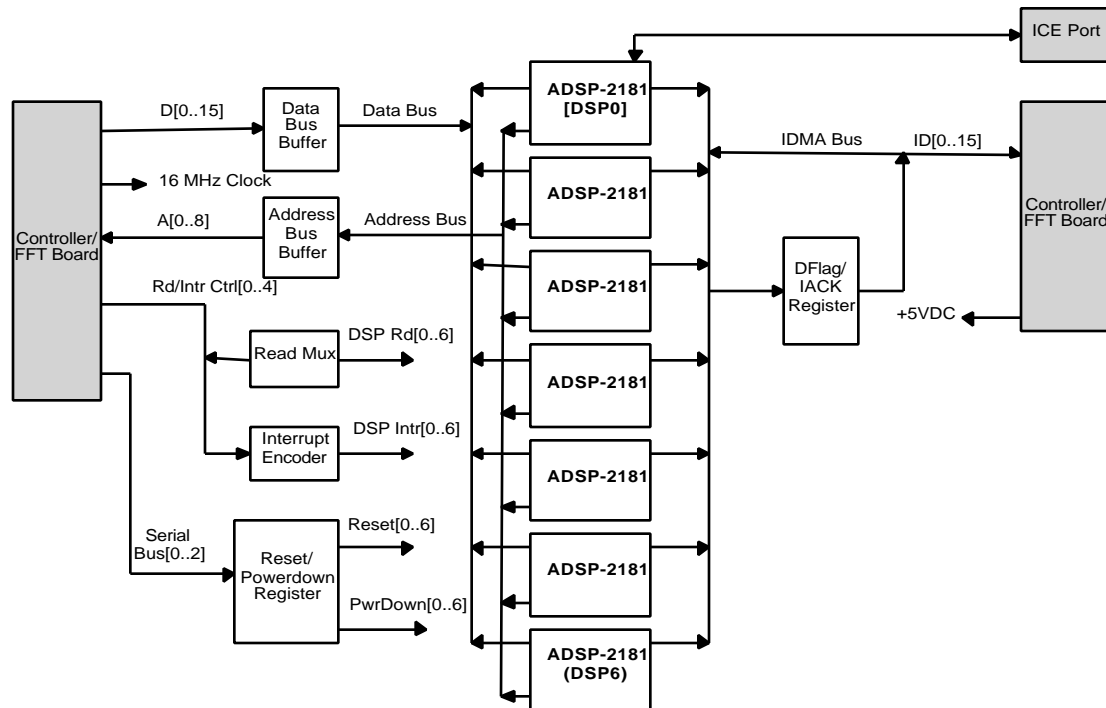 ICE Port
ADSP-2181
[DSP0]
D[0..15]
Data
Bus
Buffer
Data Bus
IDMA Bus
ID[0..15]
16 MHz Clock
ADSP-2181
A[0..8]
Address
Bus
Buffer
Address Bus
Controller/
FFT Board
Controller/
FFT Board
Rd/Intr Ctrl[0..4]
ADSP-2181
DFlag/
IACK
Register
+5VDC
DSP Rd[0..6]
Read Mux
ADSP-2181
DSP Intr[0..6]
Interrupt
Encoder
ADSP-2181
Serial
Bus[0..2]
Reset[0..6]
Reset/
Powerdown
Register
ADSP-2181
PwrDown[0..6]
ADSP-2181
(DSP6)